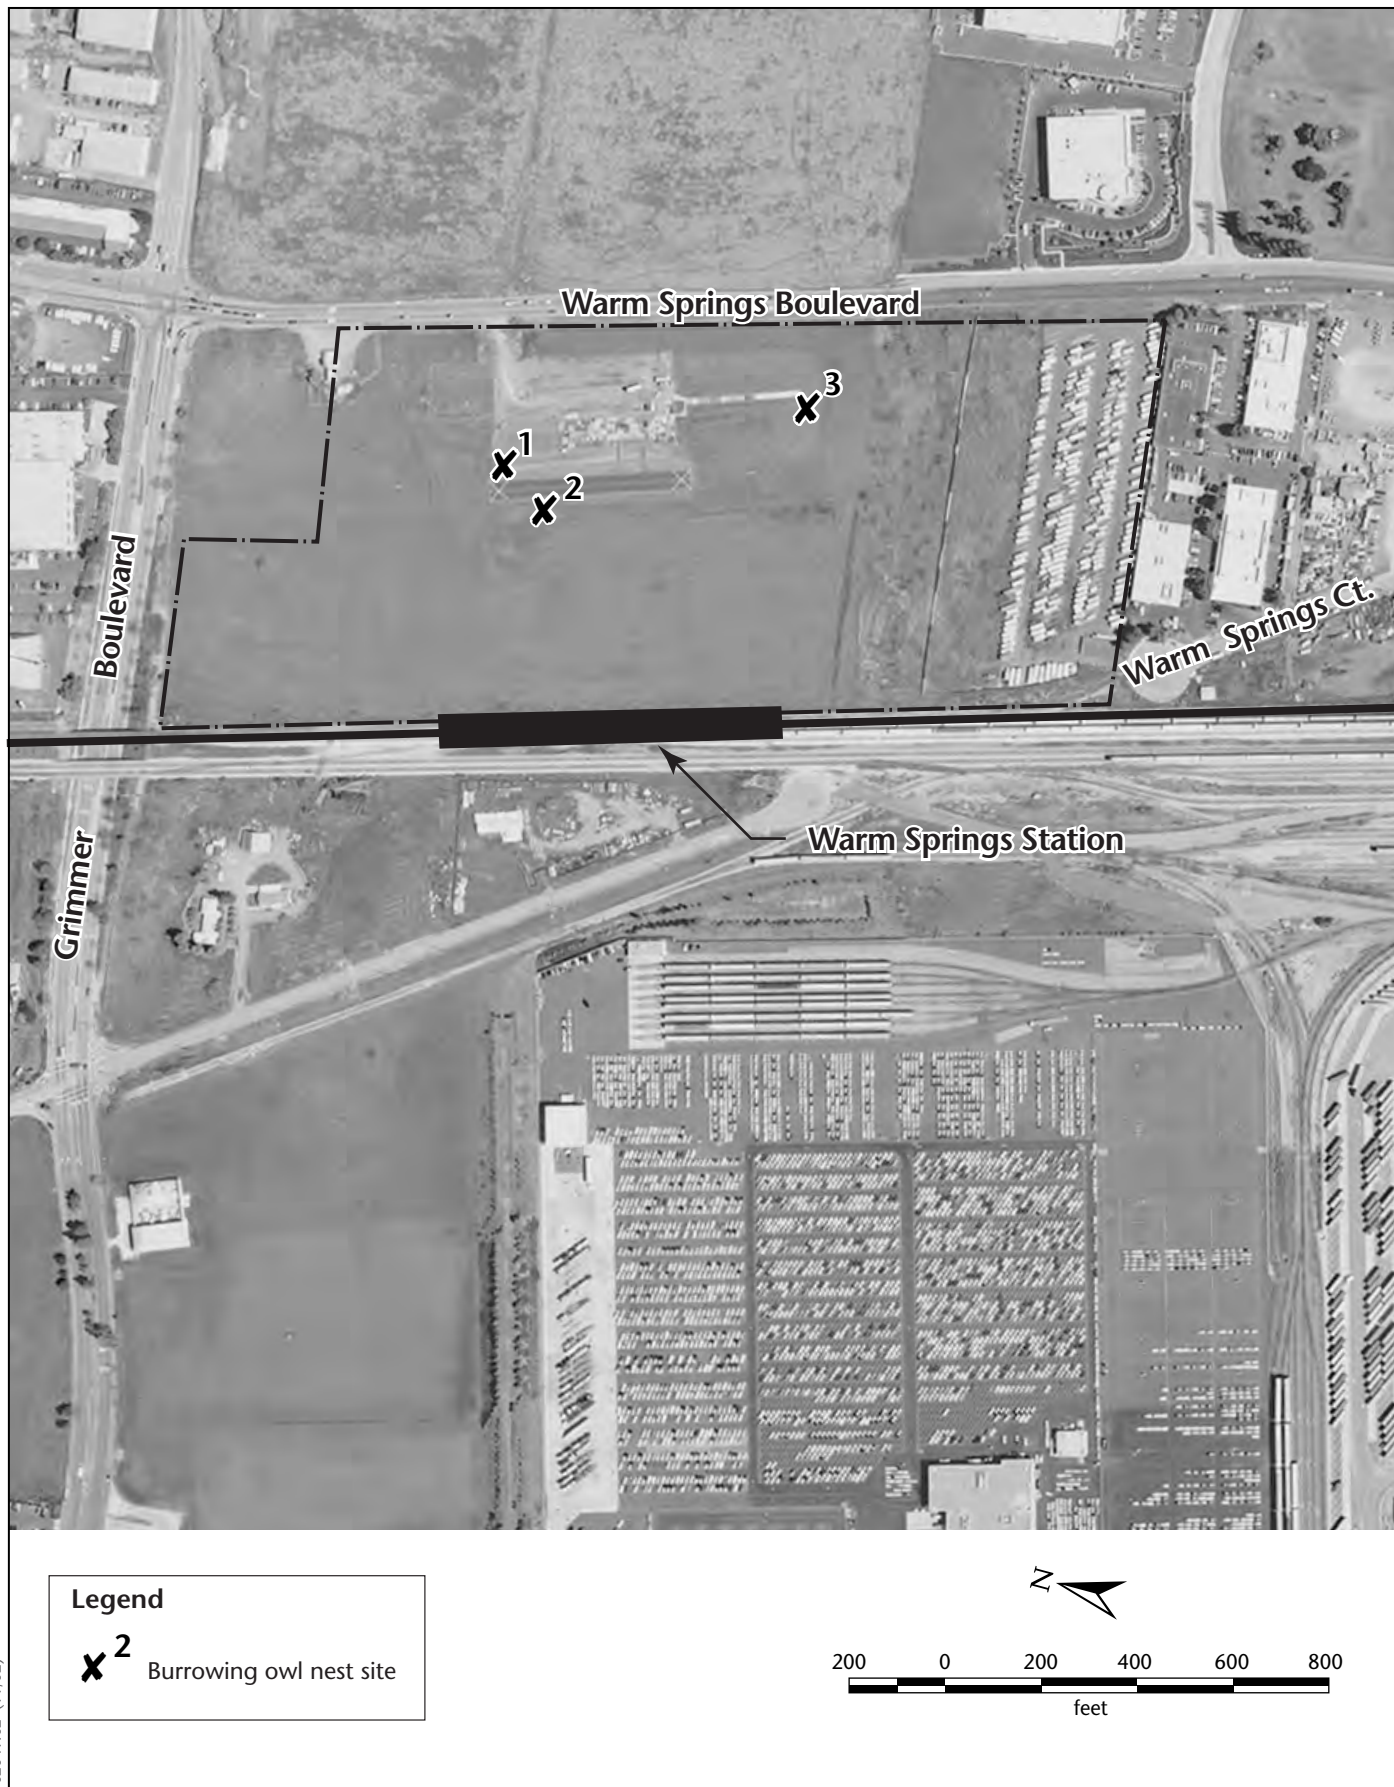 Warm Springs Boulevard
3
1
2
Boulevard
Warm Springs Ct.
Warm Springs Station
Grimmer
Legend
2
Burrowing owl nest site
N
200 0 200 400 600 800
feet